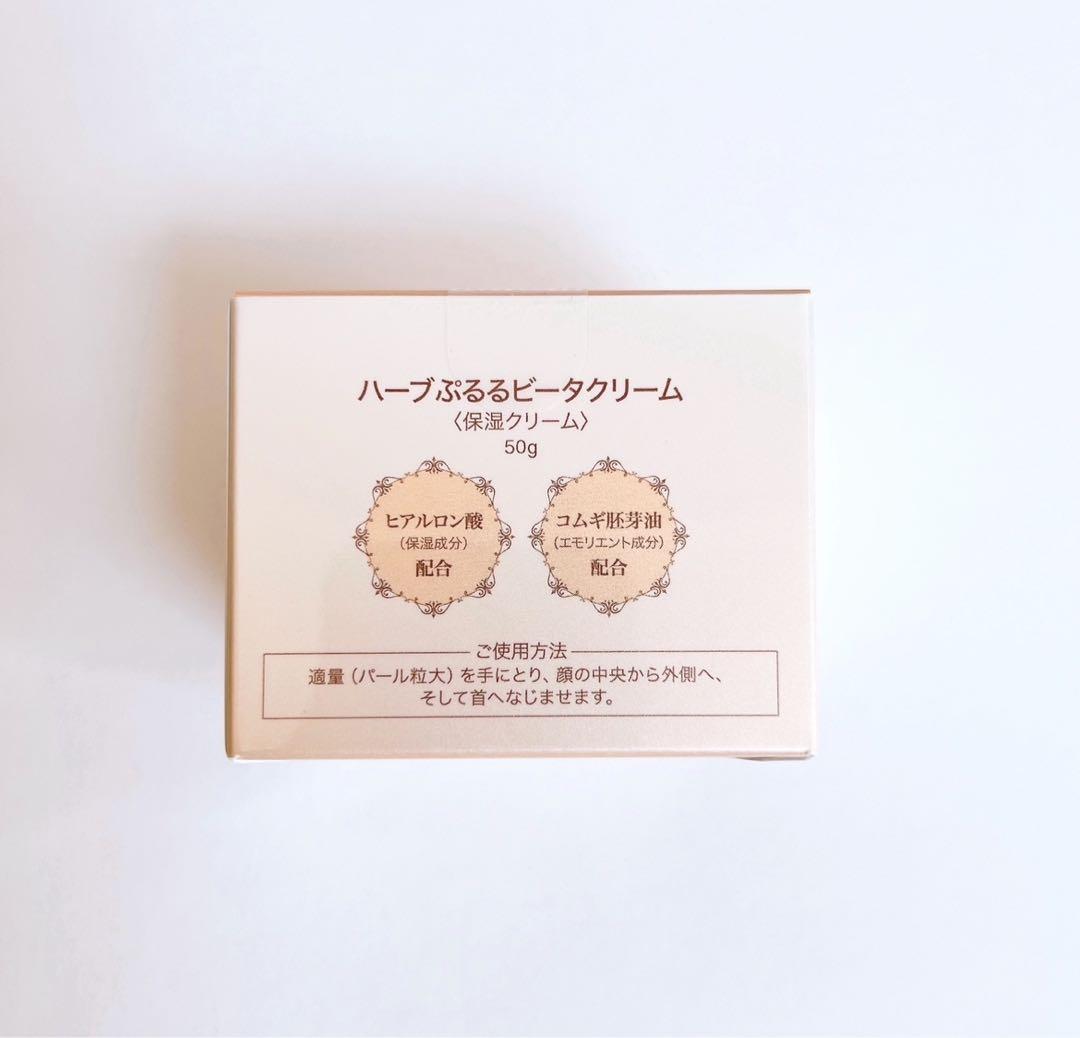 ハーブぷるるビータクリーム
〈保湿クリーム〉
50g
ヒアルロン酸
（保湿成分）
配合
コムギ胚芽油
（エモリエント成分）
配合
ご使用方法
適量（パール粒大）を手にとり、顔の中央から外側へ、
そして首へなじませます。